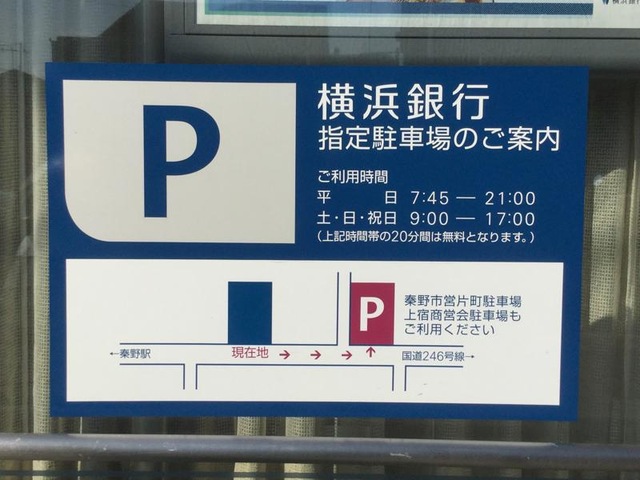 横浜銀行
P
横浜銀行
指定駐車場のご案内
ご利用時間
平日 7:45 — 21:00
土・日・祝日 9:00 — 17:00
(上記時間帯の20分間は無料となります。)
P
秦野市営片町駐車場
上宿商営会駐車場も
ご利用ください
←秦野駅
現在地 → → → ↑
国道246号線→